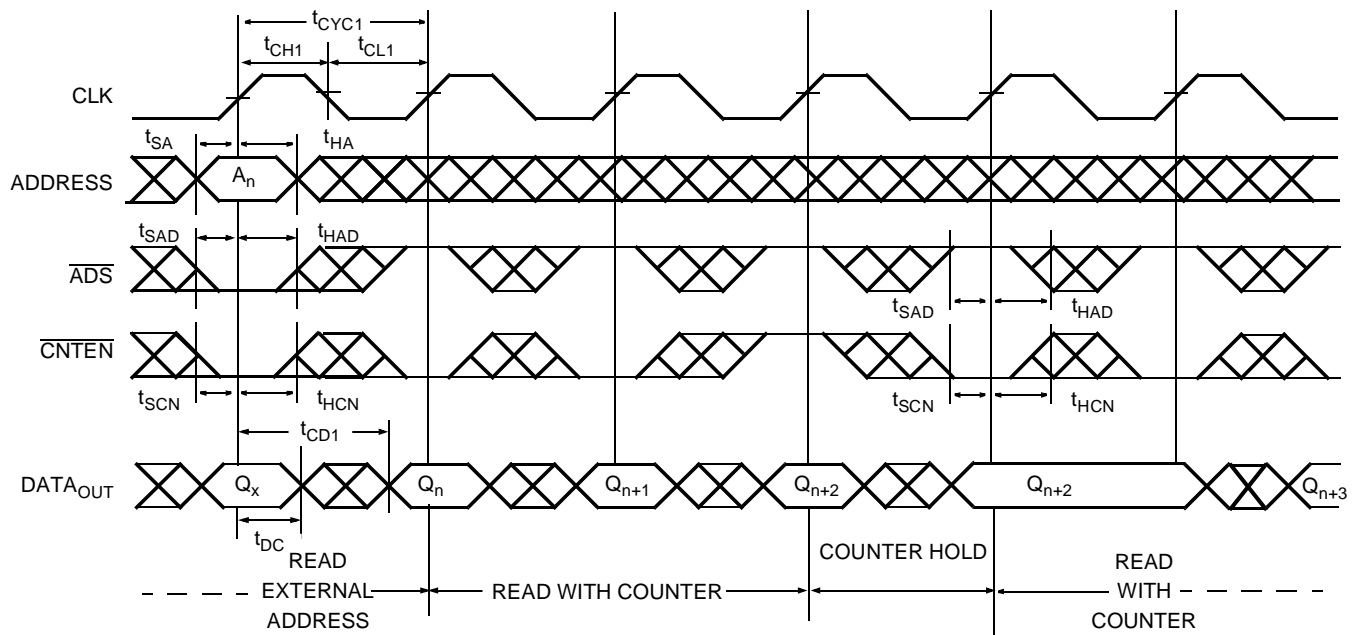 tCYC1
tCH1
tCL1
CLK
tSA
tHA
ADDRESS
An
tSAD
tHAD
ADS
tSAD
tHAD
CNTEN
tSCN
tHCN
tSCN
tHCN
tCD1
DATAOUT
Qx
Qn
Qn+1
Qn+2
Qn+2
Qn+3
tDC
READ
EXTERNAL
ADDRESS
READ WITH COUNTER
COUNTER HOLD
READ
WITH
COUNTER